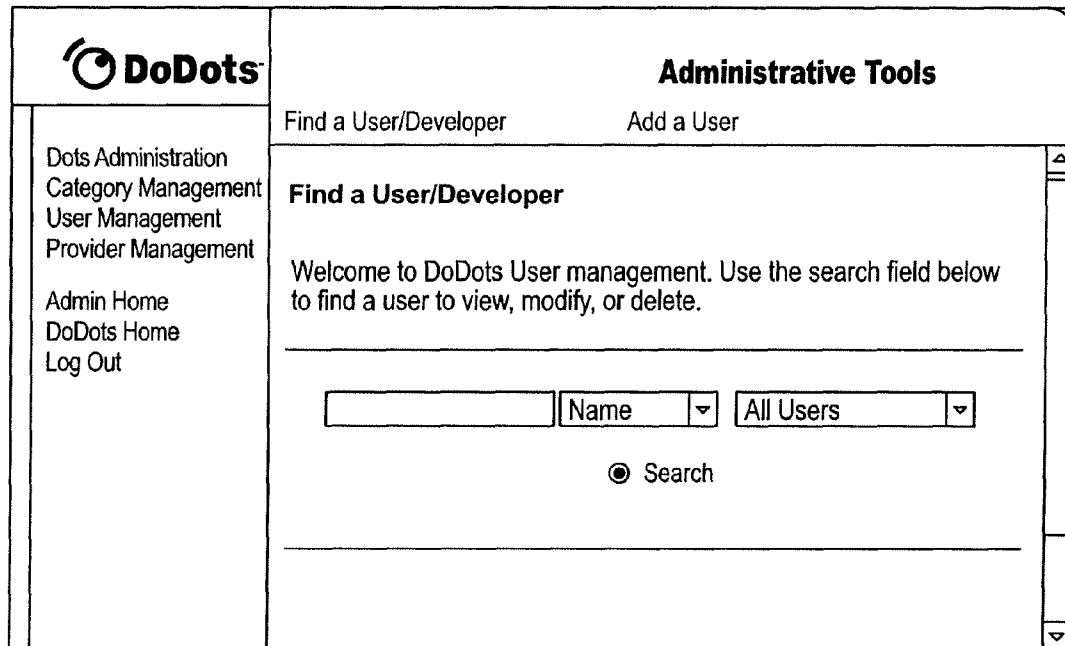 DoDots
Administrative Tools
Find a User/Developer
Add a User
Dots Administration
Category Management
User Management
Provider Management
Admin Home
DoDots Home
Log Out
Find a User/Developer
Welcome to DoDots User management. Use the search field below
to find a user to view, modify, or delete.
Name
All Users
Search